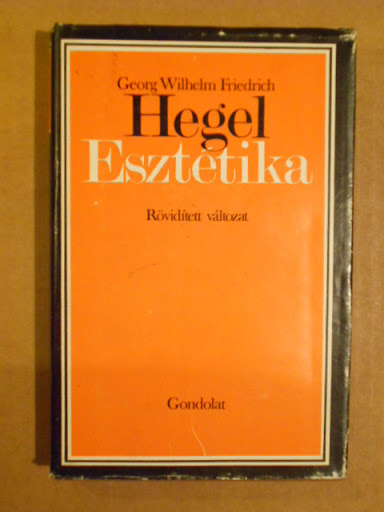 Georg Wilhelm Friedrich
Hegel
Esztétika
Rövidített változat
Gondolat